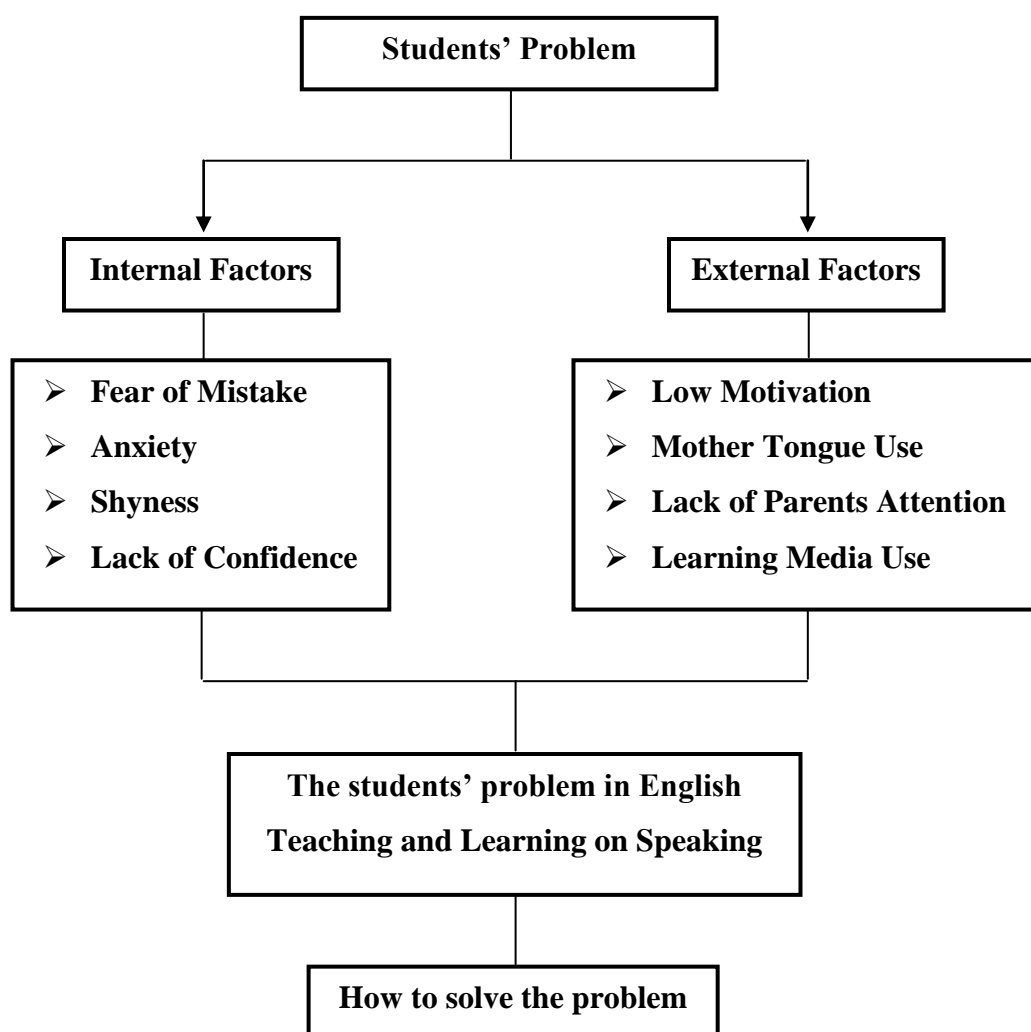 Students’ Problem
Internal Factors
External Factors
➢ Fear of Mistake
➢ Anxiety
➢ Shyness
➢ Lack of Confidence
➢ Low Motivation
➢ Mother Tongue Use
➢ Lack of Parents Attention
➢ Learning Media Use
The students’ problem in English
Teaching and Learning on Speaking
How to solve the problem